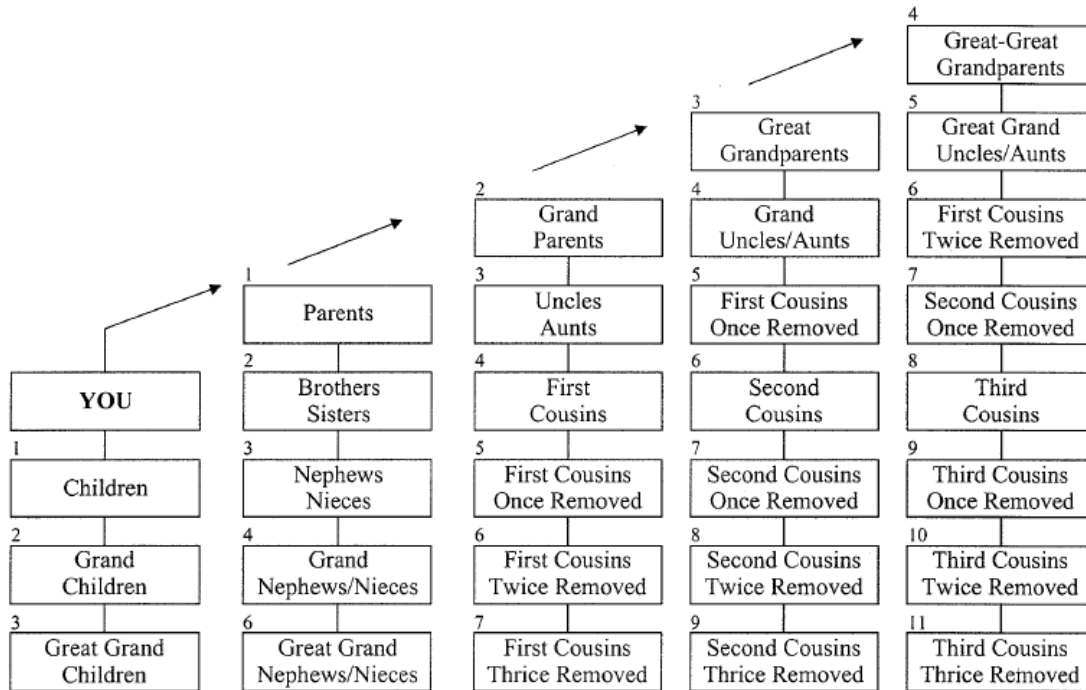 4
Great-Great
Grandparents
3
Great
Grandparents
5
Great Grand
Uncles/Aunts
2
Grand
Parents
4
Grand
Uncles/Aunts
6
First Cousins
Twice Removed
1
Parents
3
Uncles
Aunts
5
First Cousins
Once Removed
7
Second Cousins
Once Removed
YOU
2
Brothers
Sisters
4
First
Cousins
6
Second
Cousins
8
Third
Cousins
1
Children
3
Nephews
Nieces
5
First Cousins
Once Removed
7
Second Cousins
Once Removed
9
Third Cousins
Once Removed
2
Grand
Children
4
Grand
Nephews/Nieces
6
First Cousins
Twice Removed
8
Second Cousins
Twice Removed
10
Third Cousins
Twice Removed
3
Great Grand
Children
6
Great Grand
Nephews/Nieces
7
First Cousins
Thrice Removed
9
Second Cousins
Thrice Removed
11
Third Cousins
Thrice Removed